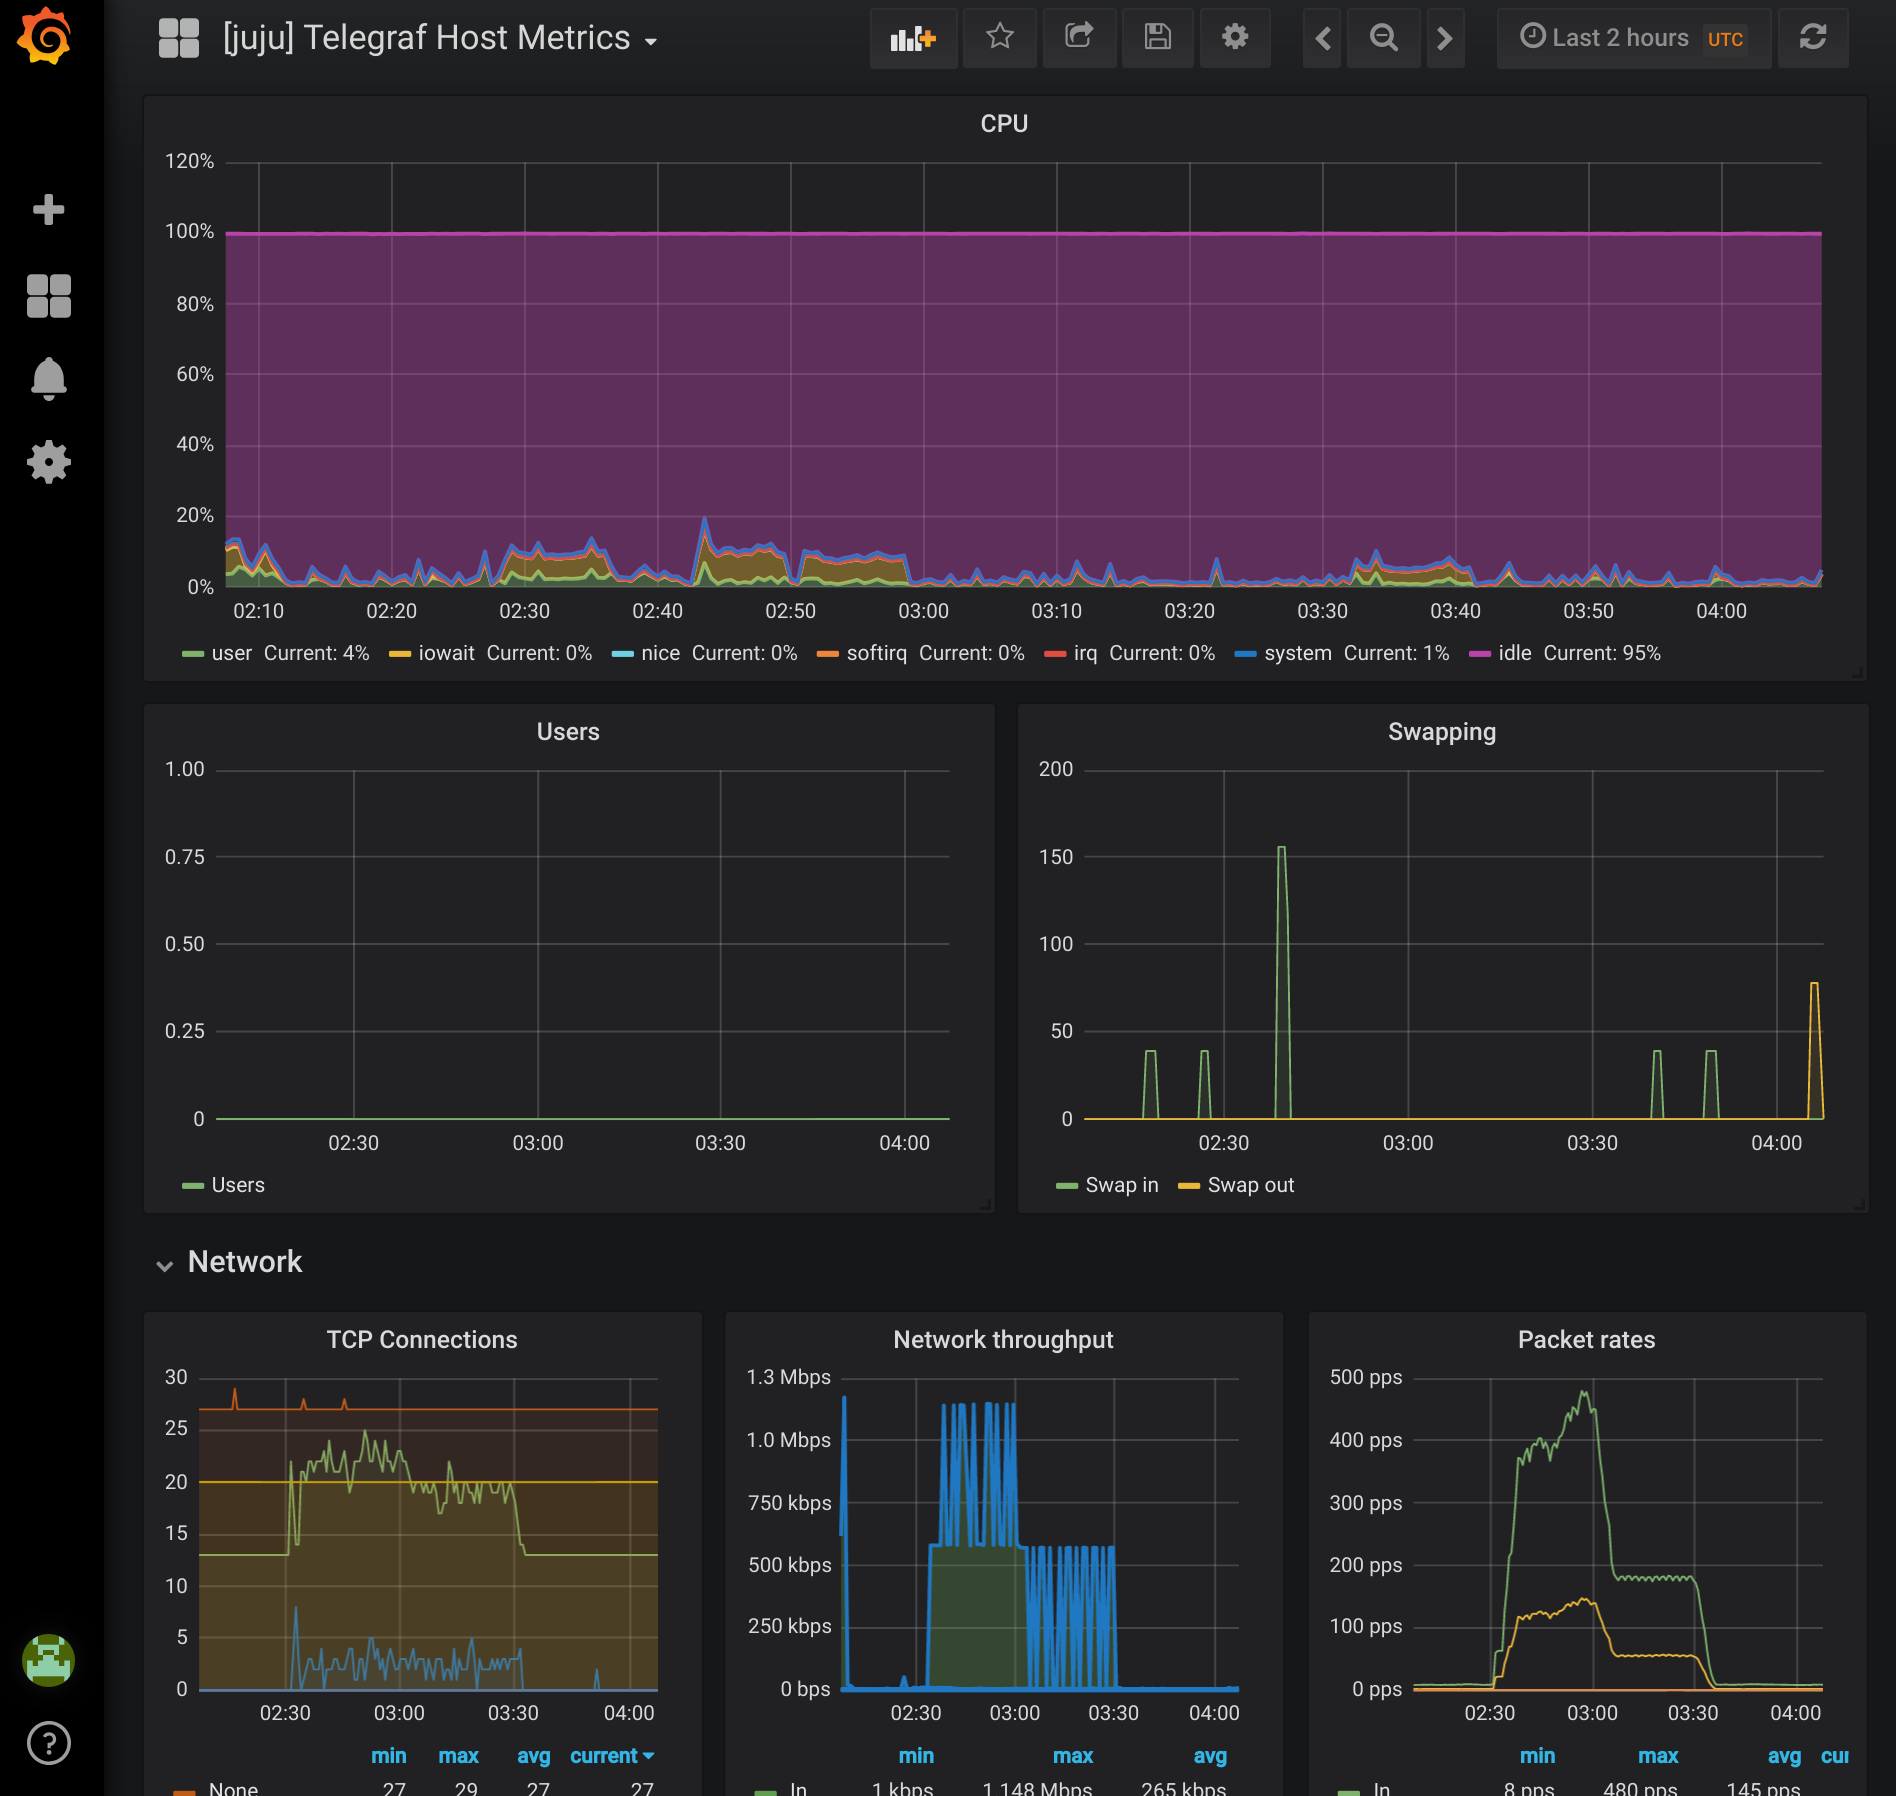 [juju] Telegraf Host Metrics
Last 2 hours UTC
CPU
120%
100%
80%
60%
40%
20%
0%
02:10 02:20 02:30 02:40 02:50 03:00 03:10 03:20 03:30 03:40 03:50 04:00
user Current: 4% iowait Current: 0% nice Current: 0% softirq Current: 0% irq Current: 0% system Current: 1% idle Current: 95%
Users
1.00
0.75
0.50
0.25
0
02:30 03:00 03:30 04:00
Users
Swapping
200
150
100
50
0
02:30 03:00 03:30 04:00
Swap in Swap out
Network
TCP Connections
30
25
20
15
10
5
0
02:30 03:00 03:30 04:00
min max avg current
None 27 29 27 27
Network throughput
1.3 Mbps
1.0 Mbps
750 kbps
500 kbps
250 kbps
0 bps
02:30 03:00 03:30 04:00
min max avg
In 1 kbps 1.148 Mbps 265 kbps
Packet rates
500 pps
400 pps
300 pps
200 pps
100 pps
0 pps
02:30 03:00 03:30 04:00
min max avg cur
In 8 pps 480 pps 145 pps
?